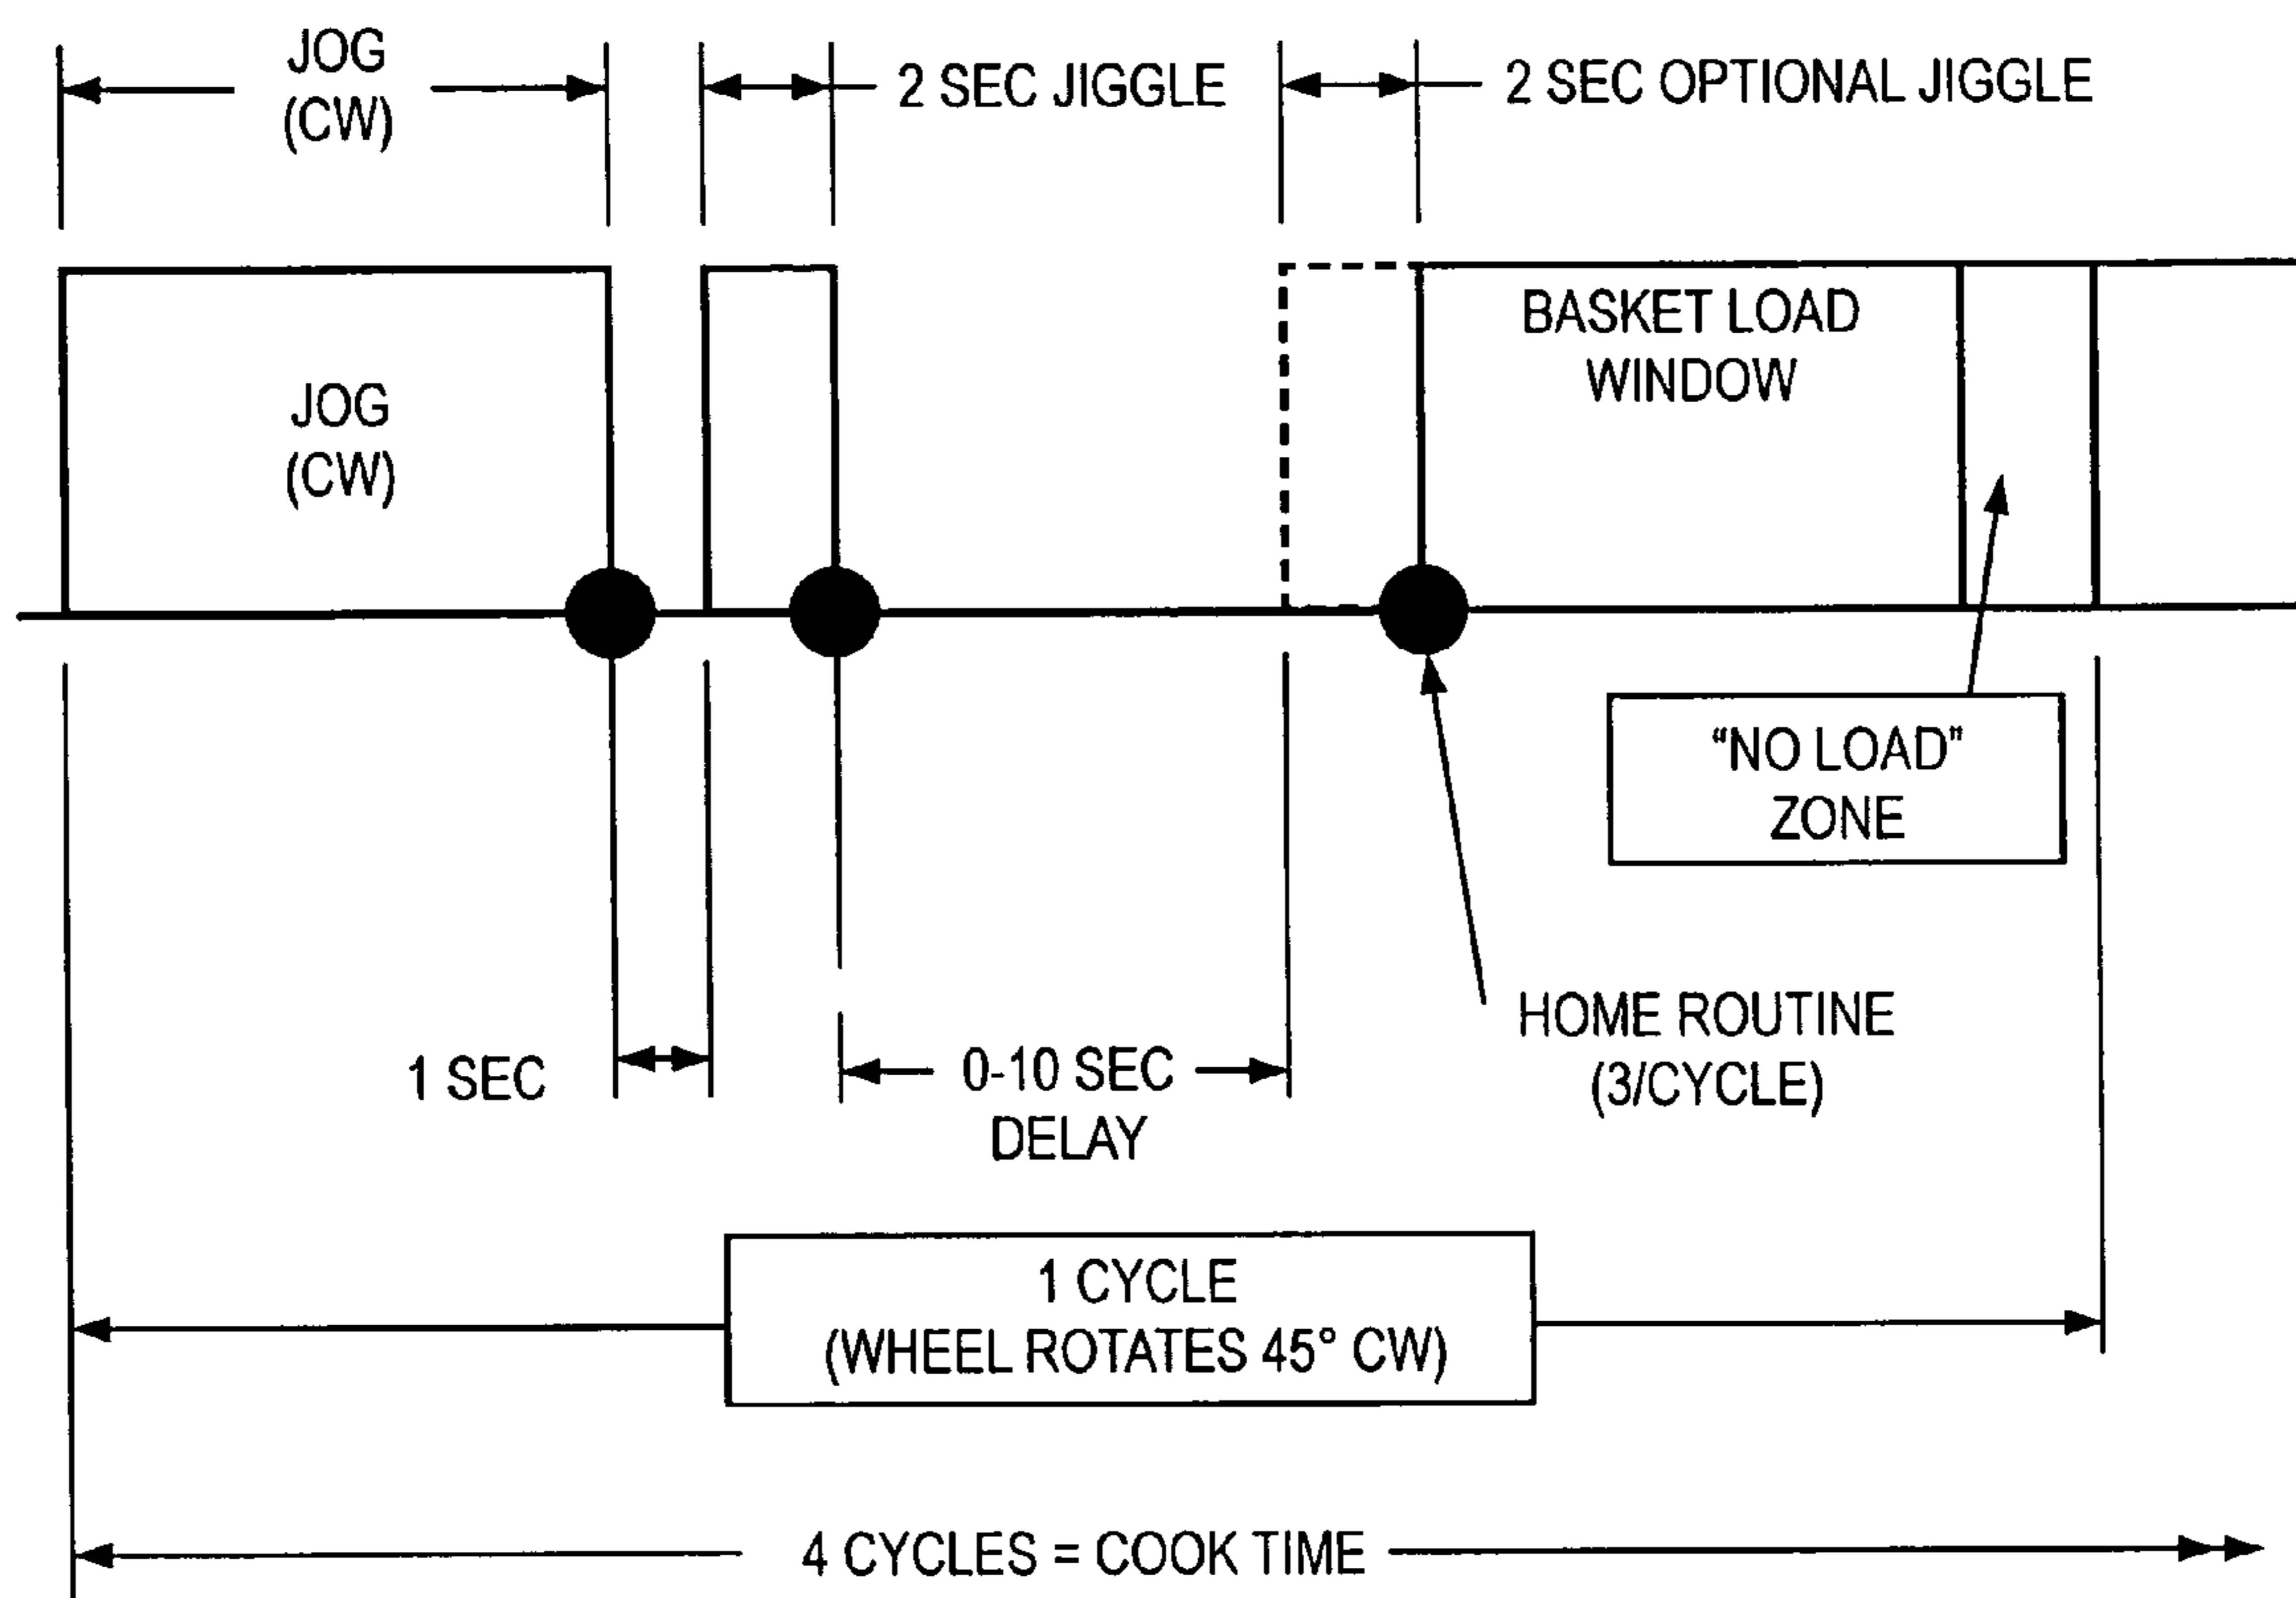 JOG
(CW)
2 SEC JIGGLE
2 SEC OPTIONAL JIGGLE
JOG
(CW)
BASKET LOAD
WINDOW
“NO LOAD”
ZONE
HOME ROUTINE
(3/CYCLE)
1 SEC
0-10 SEC
DELAY
1 CYCLE
(WHEEL ROTATES 45° CW)
4 CYCLES = COOK TIME